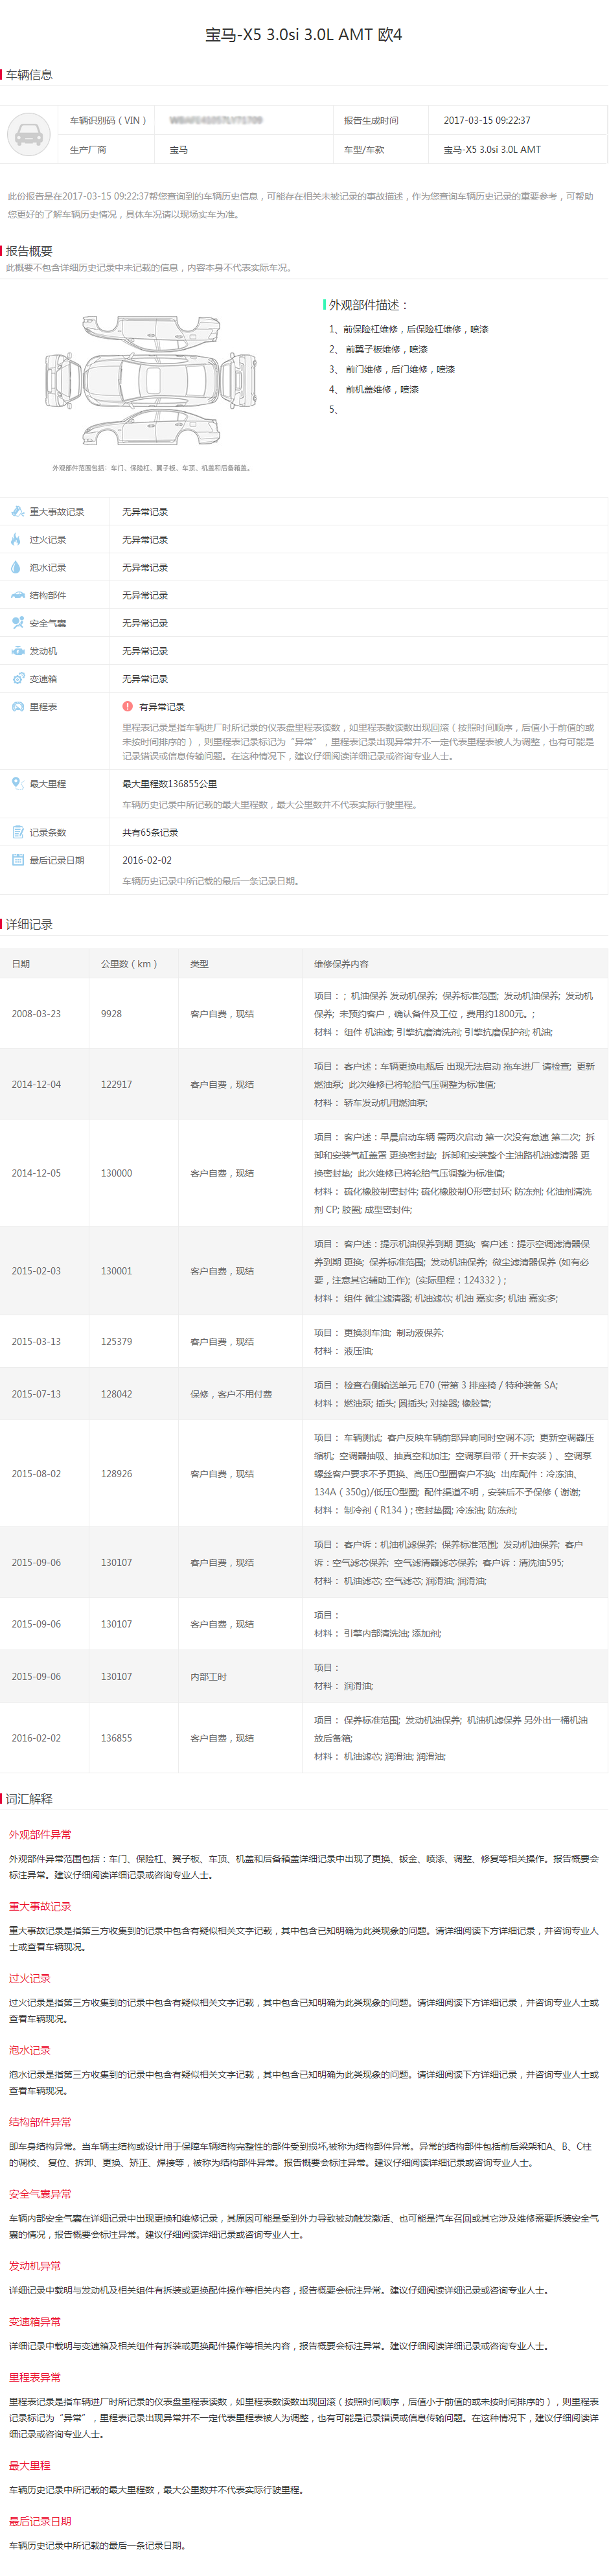 宝马-X5 3.0si 3.0L AMT 欧4
车辆信息
车辆识别码（VIN）
报告生成时间
2017-03-15 09:22:37
生产厂商
宝马
车型/车款
宝马-X5 3.0si 3.0L AMT
此份报告是在2017-03-15 09:22:37帮您查询到的车辆历史信息，可能存在相关未被记录的事故描述，作为您查询车辆历史记录的重要参考，可帮助
您更好的了解车辆历史情况，具体车况请以现场实车为准。
报告概要
此概要不包含详细历史记录中未记载的信息，内容本身不代表实际车况。
外观部件描述：
1、前保险杠维修，后保险杠维修，喷漆
2、 前翼子板维修，喷漆
3、 前门维修，后门维修，喷漆
4、 前机盖维修，喷漆
5、
外观部件范围包括：车门、保险杠、翼子板、车顶、机盖和后备箱盖。
重大事故记录
无异常记录
过火记录
无异常记录
泡水记录
无异常记录
结构部件
无异常记录
安全气囊
无异常记录
发动机
无异常记录
变速箱
无异常记录
里程表
有异常记录
里程表记录是指车辆进厂时所记录的仪表盘里程表读数，如里程表数读数出现回滚（按照时间顺序，后值小于前值的或
未按时间排序的），则里程表记录标记为“异常”，里程表记录出现异常并不一定代表里程表被人为调整，也有可能是
记录错误或信息传输问题。在这种情况下，建议仔细阅读详细记录或咨询专业人士。
最大里程
最大里程数136855公里
车辆历史记录中所记载的最大里程数，最大公里数并不代表实际行驶里程。
记录条数
共有65条记录
最后记录日期
2016-02-02
车辆历史记录中所记载的最后一条记录日期。
详细记录
日期 公里数（km） 类型 维修保养内容
2008-03-23 9928 客户自费，现结
项目：；机油保养 发动机保养；保养标准范围；发动机油保养；发动机
保养；未预约客户，确认备件及工位，费用约1800元。；
材料： 组件 机油滤; 引擎抗磨清洗剂; 引擎抗磨保护剂; 机油;
2014-12-04 122917 客户自费，现结
项目： 客户述：车辆更换电瓶后 出现无法启动 拖车进厂 请检查；更新
燃油泵；此次维修已将轮胎气压调整为标准值;
材料： 轿车发动机用燃油泵;
2014-12-05 130000 客户自费，现结
项目： 客户述：早晨启动车辆 需两次启动 第一次没有怠速 第二次；拆
卸和安装气缸盖罩 更换密封垫；拆卸和安装整个主油路机油滤清器 更
换密封垫；此次维修已将轮胎气压调整为标准值;
材料： 硫化橡胶制密封件; 硫化橡胶制O形密封环; 防冻剂; 化油剂清洗
剂 CP; 胶圈; 成型密封件;
2015-02-03 130001 客户自费，现结
项目： 客户述：提示机油保养到期 更换；客户述：提示空调滤清器保
养到期 更换；保养标准范围；发动机油保养；微尘滤清器保养 (如有必
要，注意其它辅助工作)；(实际里程：124332)；
材料： 组件 微尘滤清器; 机油滤芯; 机油 嘉实多; 机油 嘉实多;
2015-03-13 125379 客户自费，现结
项目： 更换刹车油；制动液保养;
材料： 液压油;
2015-07-13 128042 保修，客户不用付费
项目： 检查右侧输送单元 E70 (带第 3 排座椅 / 特种装备 SA;
材料： 燃油泵; 插头; 圆插头; 对接器; 橡胶管;
2015-08-02 128926 客户自费，现结
项目： 车辆测试；客户反映车辆前部异响同时空调不凉；更新空调器压
缩机；空调器抽吸、抽真空和加注；空调泵自带（开卡安装）、空调泵
螺丝客户要求不予更换、高压O型圈客户不换；出库配件：冷冻油、
134A（350g)/低压O型圈；配件渠道不明，安装后不予保修（谢谢;
材料： 制冷剂（R134）; 密封垫圈; 冷冻油; 防冻剂;
2015-09-06 130107 客户自费，现结
项目： 客户诉：机油机滤保养；保养标准范围；发动机油保养；客户
诉：空气滤芯保养；空气滤清器滤芯保养；客户诉：清洗油595;
材料： 机油滤芯; 空气滤芯; 润滑油; 润滑油;
2015-09-06 130107 客户自费，现结
项目：
材料： 引擎内部清洗油; 添加剂;
2015-09-06 130107 内部工时
项目：
材料： 润滑油;
2016-02-02 136855 客户自费，现结
项目： 保养标准范围；发动机油保养；机油机滤保养 另外出一桶机油
放后备箱;
材料： 机油滤芯; 润滑油; 润滑油;
词汇解释
外观部件异常
外观部件异常范围包括：车门、保险杠、翼子板、车顶、机盖和后备箱盖详细记录中出现了更换、钣金、喷漆、调整、修复等相关操作。报告概要会
标注异常。建议仔细阅读详细记录或咨询专业人士。
重大事故记录
重大事故记录是指第三方收集到的记录中包含有疑似相关文字记载，其中包含已知明确为此类现象的问题。请详细阅读下方详细记录，并咨询专业人
士或查看车辆现况。
过火记录
过火记录是指第三方收集到的记录中包含有疑似相关文字记载，其中包含已知明确为此类现象的问题。请详细阅读下方详细记录，并咨询专业人士或
查看车辆现况。
泡水记录
泡水记录是指第三方收集到的记录中包含有疑似相关文字记载，其中包含已知明确为此类现象的问题。请详细阅读下方详细记录，并咨询专业人士或
查看车辆现况。
结构部件异常
即车身结构异常。当车辆主结构或设计用于保障车辆结构完整性的部件受到损坏,被称为结构部件异常。异常的结构部件包括前后梁架和A、B、C柱
的调校、 复位、拆卸、更换、矫正、焊接等，被称为结构部件异常。报告概要会标注异常。建议仔细阅读详细记录或咨询专业人士。
安全气囊异常
车辆内部安全气囊在详细记录中出现更换和维修记录，其原因可能是受到外力导致被动触发激活、也可能是汽车召回或其它涉及维修需要拆装安全气
囊的情况，报告概要会标注异常。建议仔细阅读详细记录或咨询专业人士。
发动机异常
详细记录中载明与发动机及相关组件有拆装或更换配件操作等相关内容，报告概要会标注异常。建议仔细阅读详细记录或咨询专业人士。
变速箱异常
详细记录中载明与变速箱及相关组件有拆装或更换配件操作等相关内容，报告概要会标注异常。建议仔细阅读详细记录或咨询专业人士。
里程表异常
里程表记录是指车辆进厂时所记录的仪表盘里程表读数，如里程表数读数出现回滚（按照时间顺序，后值小于前值的或未按时间排序的），则里程表
记录标记为“异常”，里程表记录出现异常并不一定代表里程表被人为调整，也有可能是记录错误或信息传输问题。在这种情况下，建议仔细阅读详
细记录或咨询专业人士。
最大里程
车辆历史记录中所记载的最大里程数，最大公里数并不代表实际行驶里程。
最后记录日期
车辆历史记录中所记载的最后一条记录日期。